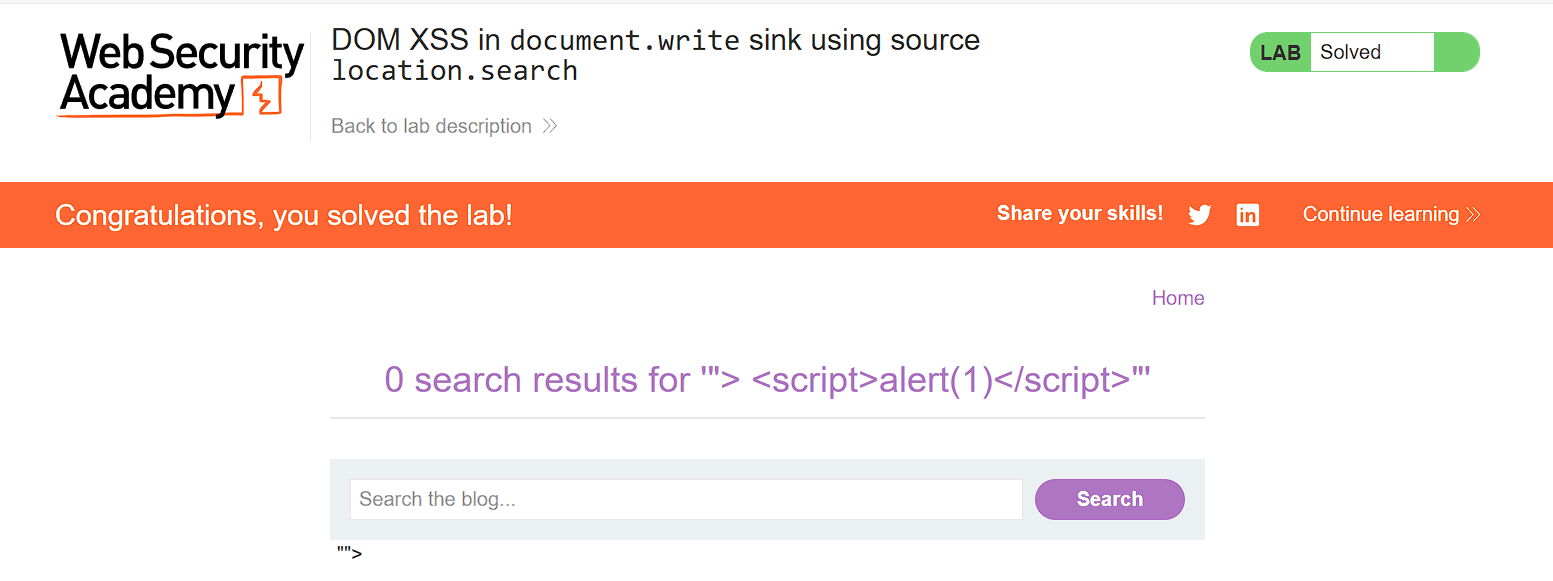 Web Security
Academy
DOM XSS in document.write sink using source
location.search
Back to lab description
LAB Solved
Congratulations, you solved the lab!
Share your skills!
in
Continue learning
Home
0 search results for '"> <script>alert(1)</script>"'
Search the blog...
Search
"">